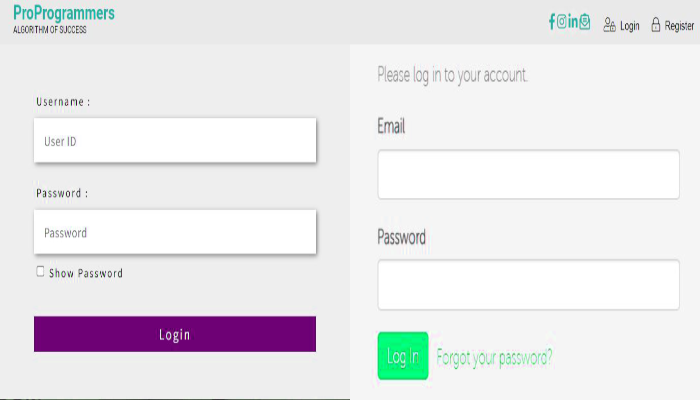 ProProgrammers
ALGORITHM OF SUCCESS
Login
Register
Username :
User ID
Password :
Password
Show Password
Login
Please log in to your account.
Email
Password
Log In
Forgot your password?